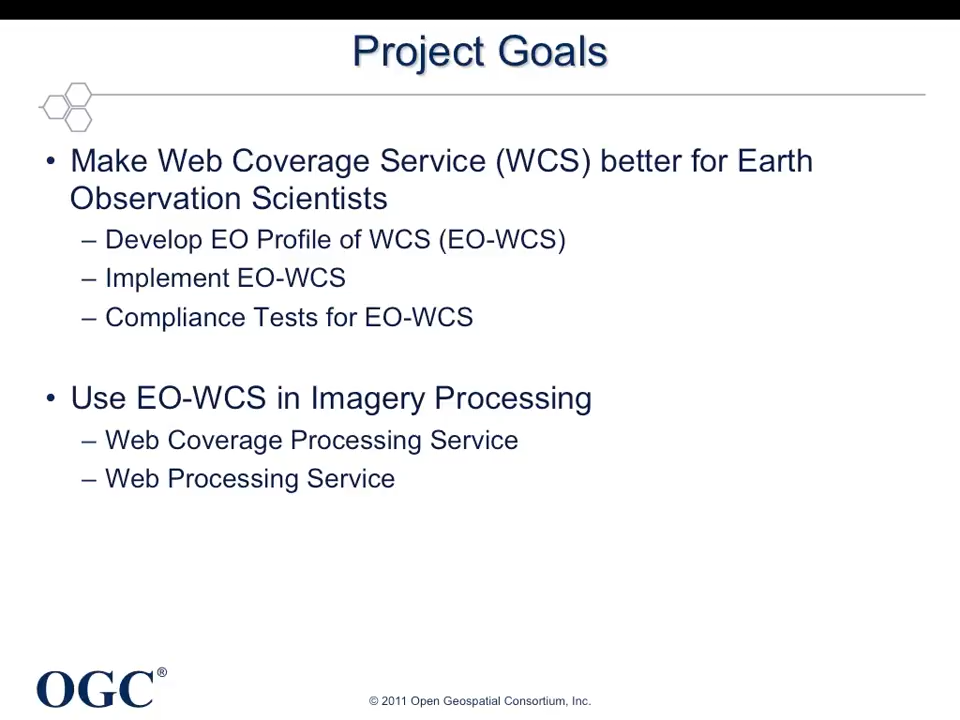 Project Goals
• Make Web Coverage Service (WCS) better for Earth
Observation Scientists
– Develop EO Profile of WCS (EO-WCS)
– Implement EO-WCS
– Compliance Tests for EO-WCS
• Use EO-WCS in Imagery Processing
– Web Coverage Processing Service
– Web Processing Service
OGC®
© 2011 Open Geospatial Consortium, Inc.